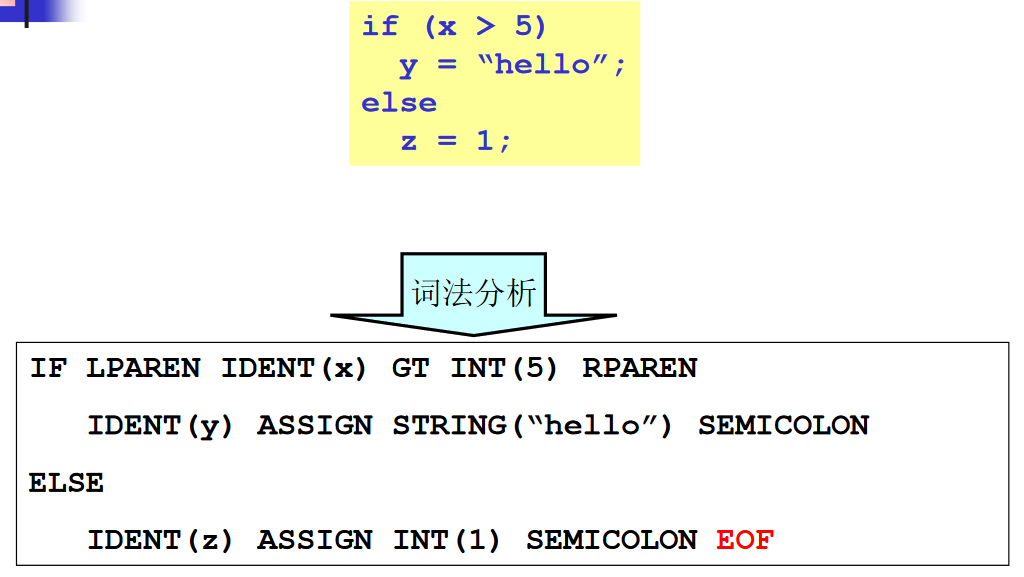 if (x > 5)
y = “hello”;
else
z = 1;
词法分析
IF LPAREN IDENT(x) GT INT(5) RPAREN
IDENT(y) ASSIGN STRING(“hello”) SEMICOLON
ELSE
IDENT(z) ASSIGN INT(1) SEMICOLON EOF